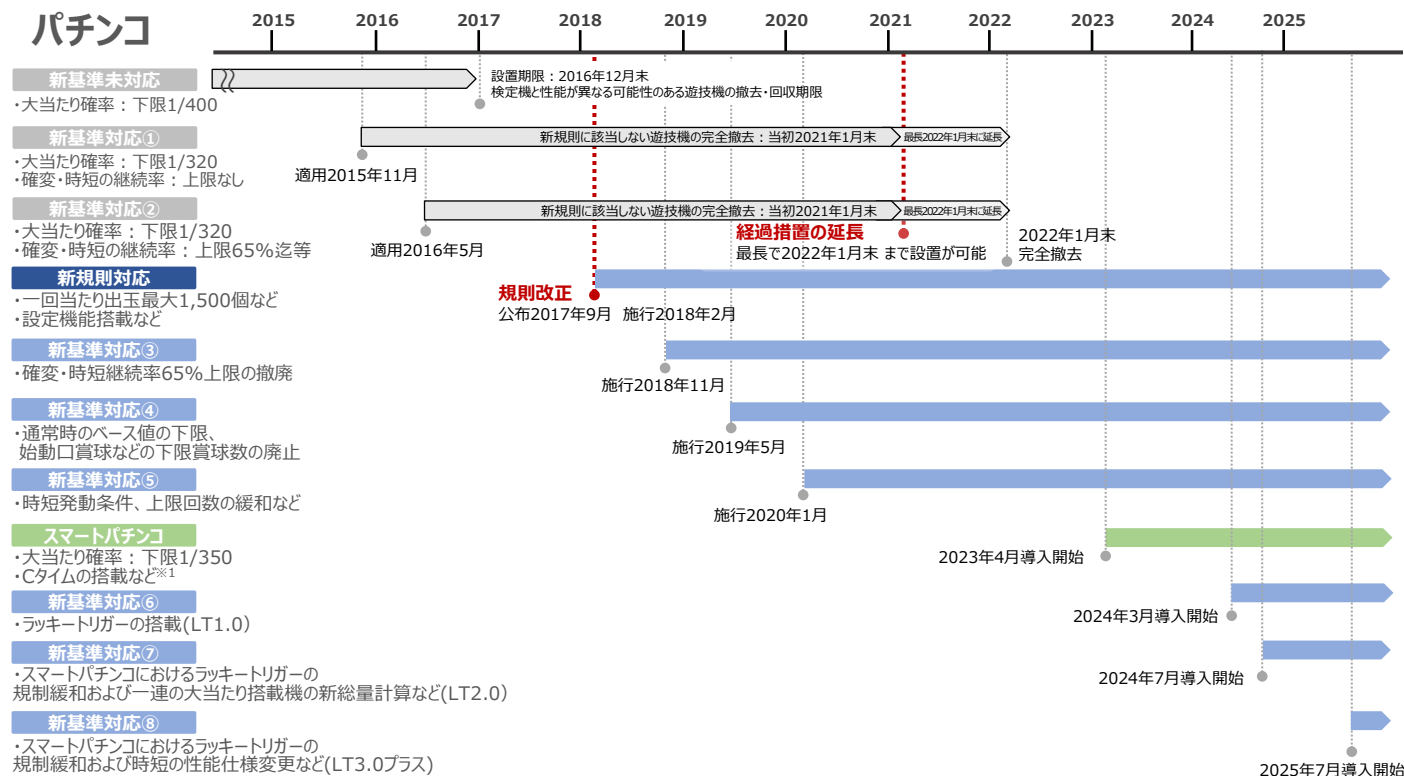 パチンコ
2015 2016 2017 2018 2019 2020 2021 2022 2023 2024 2025
新基準未対応
・大当たり確率：下限1/400
設置期限：2016年12月末
検定機と性能が異なる可能性のある遊技機の撤去・回収期限
新基準対応①
・大当たり確率：下限1/320
・確変・時短の継続率：上限なし
新規則に該当しない遊技機の完全撤去：当初2021年1月末
最長2022年1月末に延長
適用2015年11月
新基準対応②
・大当たり確率：下限1/320
・確変・時短の継続率：上限65%迄等
新規則に該当しない遊技機の完全撤去：当初2021年1月末
最長2022年1月末に延長
適用2016年5月
経過措置の延長
最長で2022年1月末 まで設置が可能
2022年1月末
完全撤去
新規則対応
・一回当たり出玉最大1,500個など
・設定機能搭載など
規則改正
公布2017年9月 施行2018年2月
新基準対応③
・確変・時短継続率65%上限の撤廃
施行2018年11月
新基準対応④
・通常時のベース値の下限、
始動口賞球などの下限賞球数の廃止
施行2019年5月
新基準対応⑤
・時短発動条件、上限回数の緩和など
施行2020年1月
スマートパチンコ
・大当たり確率：下限1/350
・Cタイムの搭載など※1
2023年4月導入開始
新基準対応⑥
・ラッキートリガーの搭載(LT1.0）
2024年3月導入開始
新基準対応⑦
・スマートパチンコにおけるラッキートリガーの
規制緩和および一連の大当たり搭載機の新総量計算など(LT2.0）
2024年7月導入開始
新基準対応⑧
・スマートパチンコにおけるラッキートリガーの
規制緩和および時短の性能仕様変更など(LT3.0プラス)
2025年7月導入開始